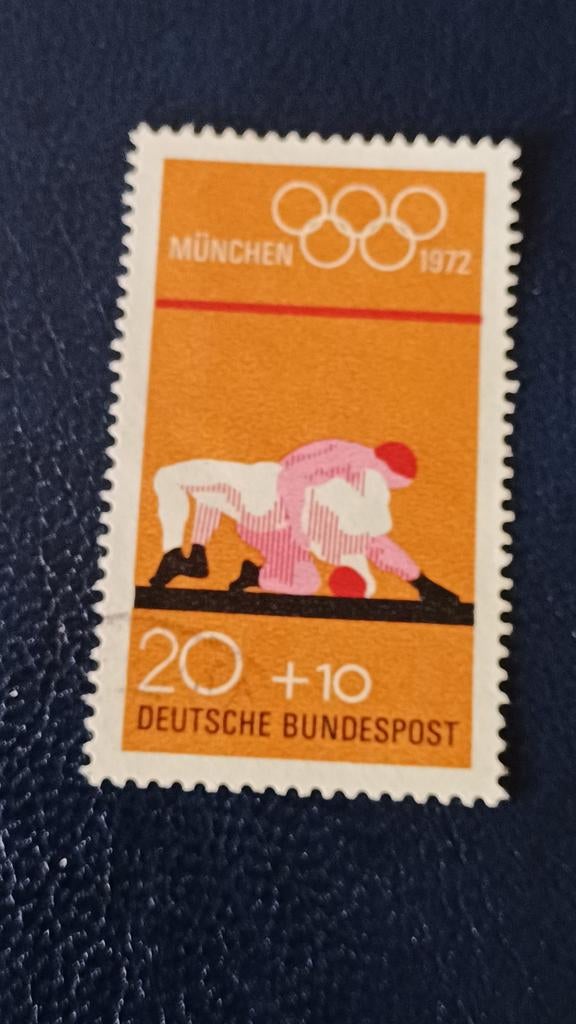 MÜNCHEN 1972
20 +10
DEUTSCHE BUNDESPOST